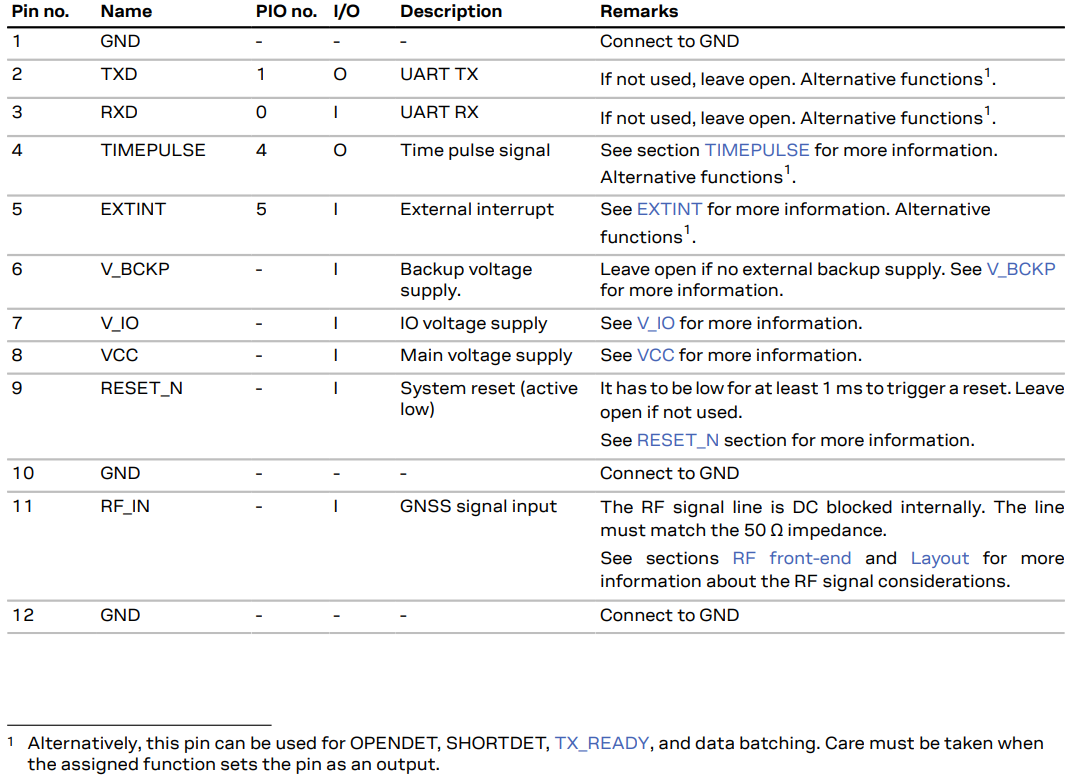 Pin no. Name PIO no. I/O Description Remarks
1 GND - - - Connect to GND
2 TXD 1 O UART TX If not used, leave open. Alternative functions1.
3 RXD 0 I UART RX If not used, leave open. Alternative functions1.
4 TIMEPULSE 4 O Time pulse signal See section TIMEPULSE for more information.
Alternative functions1.
5 EXTINT 5 I External interrupt See EXTINT for more information. Alternative
functions1.
6 V_BCKP - I Backup voltage Leave open if no external backup supply. See V_BCKP
supply. for more information.
7 V_IO - I IO voltage supply See V_IO for more information.
8 VCC - I Main voltage supply See VCC for more information.
9 RESET_N - I System reset (active It has to be low for at least 1 ms to trigger a reset. Leave
low) open if not used.
See RESET_N section for more information.
10 GND - - - Connect to GND
11 RF_IN - I GNSS signal input The RF signal line is DC blocked internally. The line
must match the 50 Ω impedance.
See sections RF front-end and Layout for more
information about the RF signal considerations.
12 GND - - - Connect to GND
1 Alternatively, this pin can be used for OPENDET, SHORTDET, TX_READY, and data batching. Care must be taken when
the assigned function sets the pin as an output.